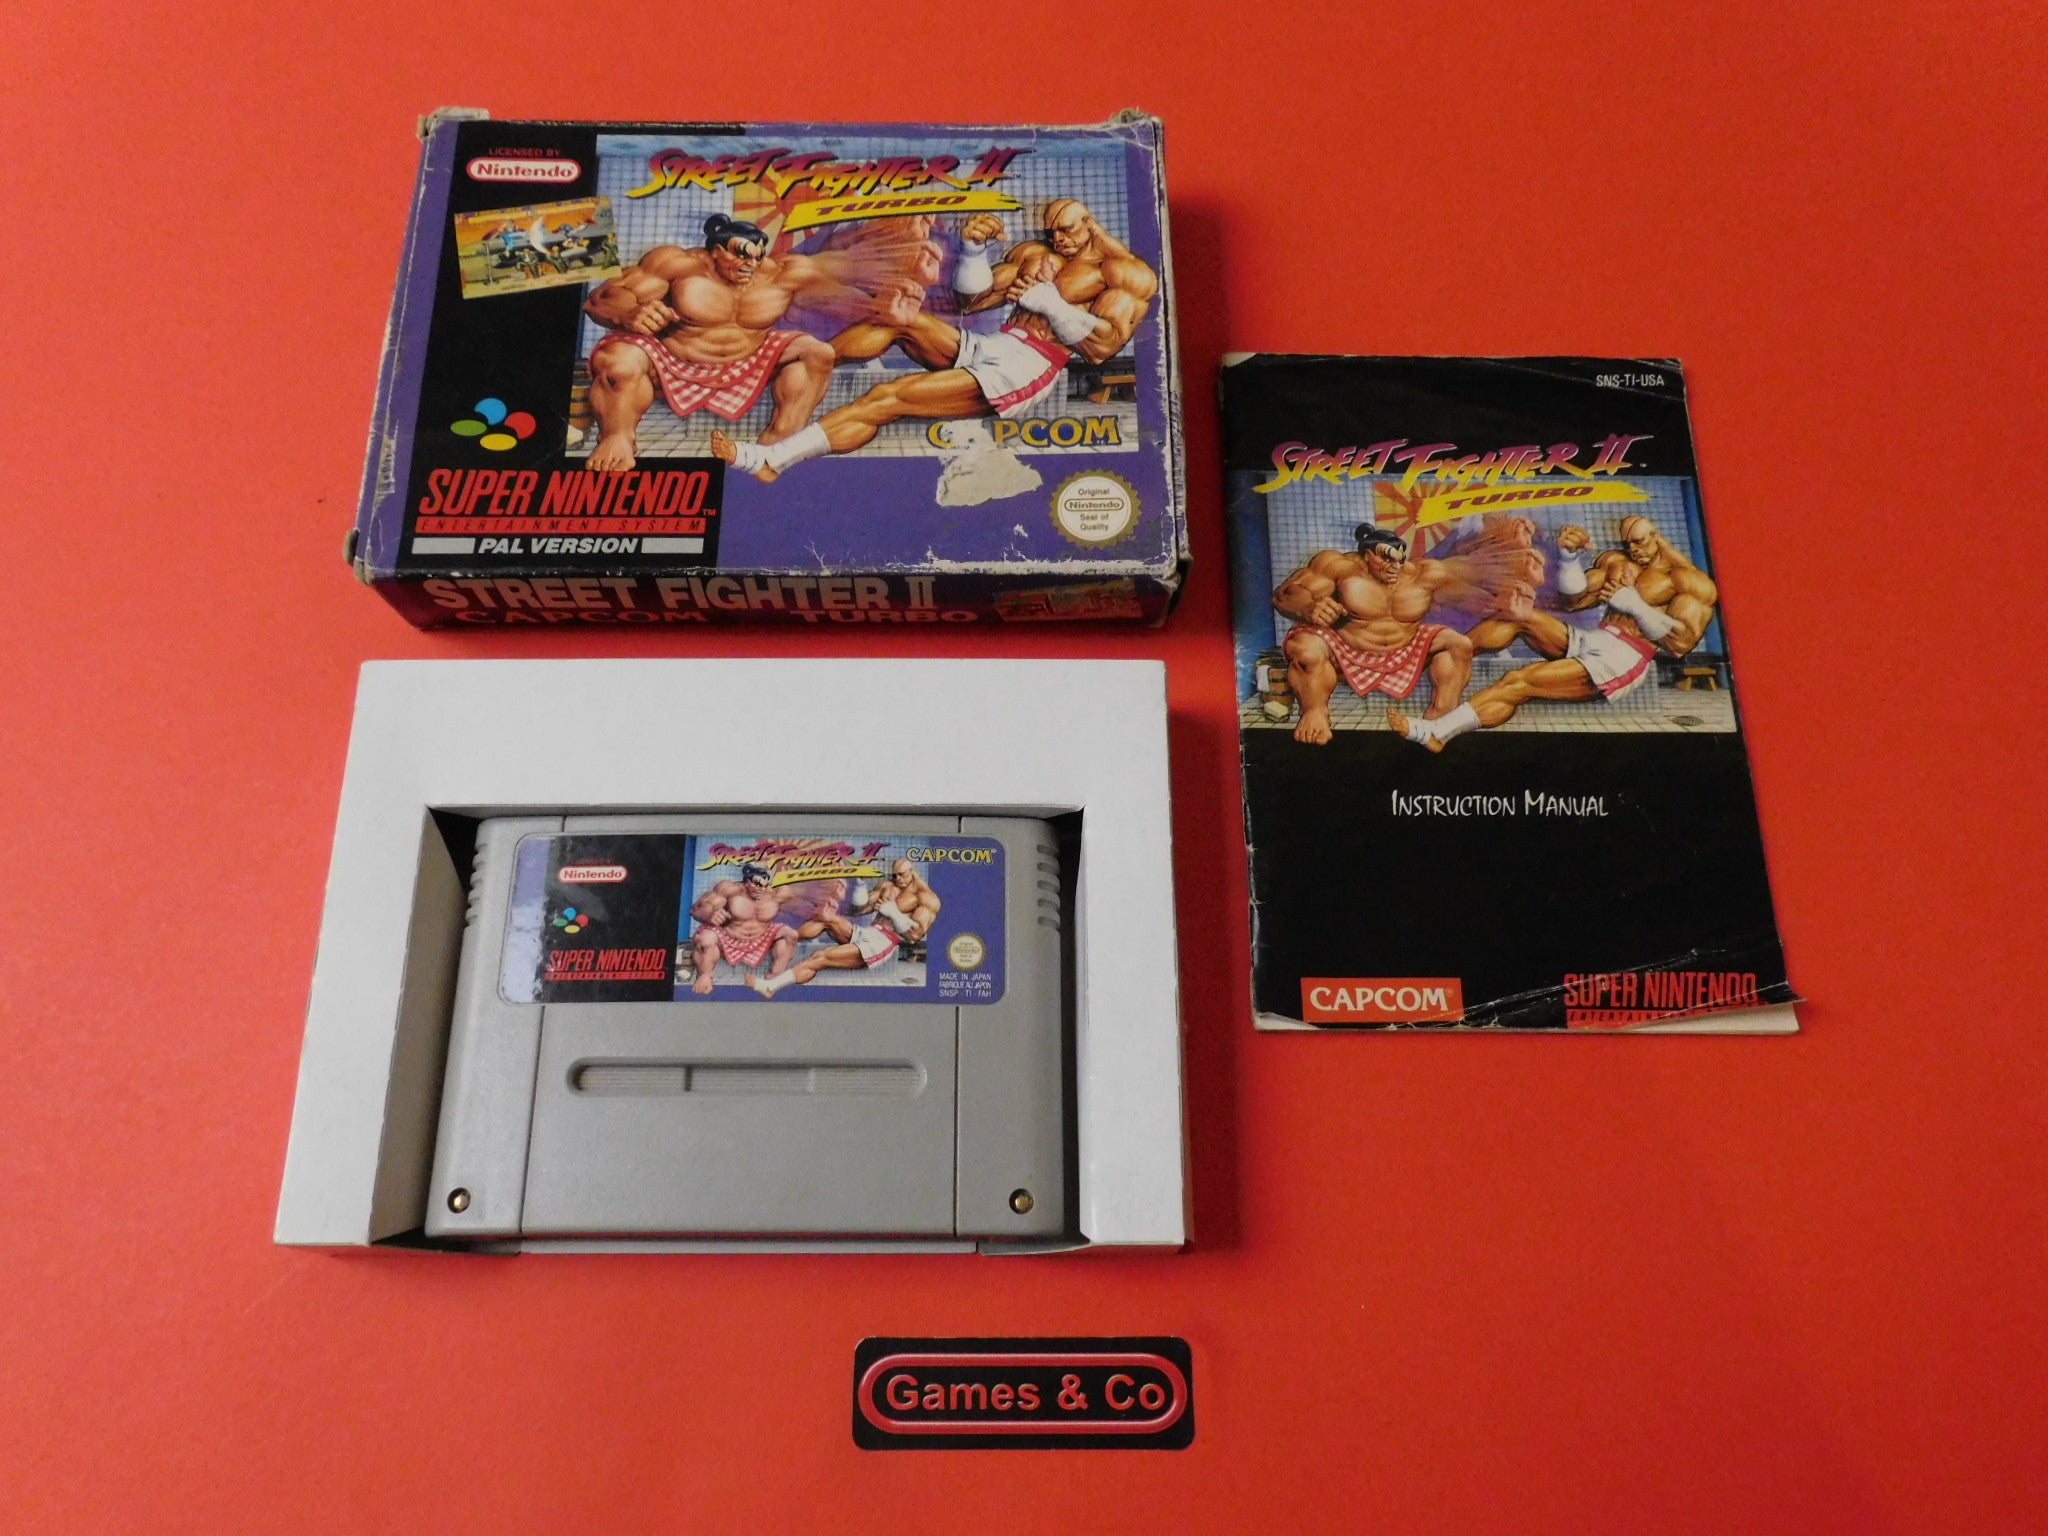 LICENSED BY
Nintendo
STREET FIGHTER II
TURBO
CAPCOM
Original
Nintendo
Seal of
Quality
SUPER NINTENDO™
ENTERTAINMENT SYSTEM
PAL VERSION
STREET FIGHTER II
CAPCOM TURBO
SNS-TI-USA
STREET FIGHTER II
TURBO
INSTRUCTION MANUAL
CAPCOM®
SUPER NINTENDO
ENTERTAINMENT
Nintendo
STREET FIGHTER II
TURBO
CAPCOM
SUPER NINTENDO
ENTERTAINMENT SYSTEM
MADE IN JAPAN
FABRIQUE AU JAPON
SNSP-TI-FAH
Games & Co